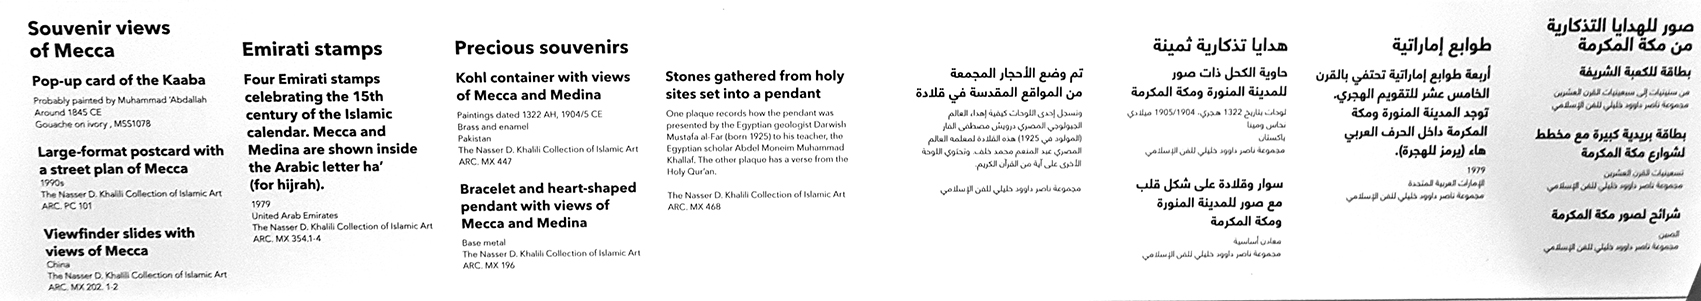 Souvenir views
of Mecca
Pop-up card of the Kaaba
Probably painted by Muhammad 'Abdallah
Around 1845 CE
Gouache on ivory , MSS1078
Large-format postcard with
a street plan of Mecca
1990s
The Nasser D. Khalili Collection of Islamic Art
ARC. PC 101
Viewfinder slides with
views of Mecca
China
The Nasser D. Khalili Collection of Islamic Art
ARC. MX 202. 1-2
Emirati stamps
Four Emirati stamps
celebrating the 15th
century of the Islamic
calendar. Mecca and
Medina are shown inside
the Arabic letter ha'
(for hijrah).
1979
United Arab Emirates
The Nasser D. Khalili Collection of Islamic Art
ARC. MX 354.1-4
Precious souvenirs
Kohl container with views
of Mecca and Medina
Paintings dated 1322 AH, 1904/5 CE
Brass and enamel
Pakistan
The Nasser D. Khalili Collection of Islamic Art
ARC. MX 447
Bracelet and heart-shaped
pendant with views of
Mecca and Medina
Base metal
The Nasser D. Khalili Collection of Islamic Art
ARC. MX 196
Stones gathered from holy
sites set into a pendant
One plaque records how the pendant was
presented by the Egyptian geologist Darwish
Mustafa al-Far (born 1925) to his teacher, the
Egyptian scholar Abdel Moneim Muhammad
Khallaf. The other plaque has a verse from the
Holy Qur'an.
The Nasser D. Khalili Collection of Islamic Art
ARC. MX 468
صور للهدايا التذكارية
من مكة المكرمة
بطاقة للكعبة الشريفة
من ستينيات إلى سبعينيات القرن العشرين
مجموعة ناصر داوود خليلي للفن الإسلامي
بطاقة بريدية كبيرة مع مخطط
لشوارع مكة المكرمة
تسعينيات القرن العشرين
مجموعة ناصر داوود خليلي للفن الإسلامي
شرائح لصور مكة المكرمة
الصين
مجموعة ناصر داوود خليلي للفن الإسلامي
طوابع إماراتية
أربعة طوابع إماراتية تحتفي بالقرن
الخامس عشر للتقويم الهجري.
توجد المدينة المنورة ومكة
المكرمة داخل الحرف العربي
هاء (يرمز للهجرة).
1979
الإمارات العربية المتحدة
مجموعة ناصر داوود خليلي للفن الإسلامي
هدايا تذكارية ثمينة
حاوية الكحل ذات صور
للمدينة المنورة ومكة المكرمة
لوحات بتاريخ 1322 هجري، 1905/1904 ميلادي
نحاس ومينا
باكستان
مجموعة ناصر داوود خليلي للفن الإسلامي
سوار وقلادة على شكل قلب
مع صور للمدينة المنورة
ومكة المكرمة
معادن أساسية
مجموعة ناصر داوود خليلي للفن الإسلامي
تم وضع الأحجار المجمعة
من المواقع المقدسة في قلادة
وتسجل إحدى اللوحات كيفية إهداء العالم
الجيولوجي المصري درويش مصطفى الفار
(المولود في 1925) هذه القلادة لمعلمه العالم
المصري عبد المنعم محمد خلف. وتحتوي اللوحة
الأخرى على آية من القرآن الكريم.
مجموعة ناصر داوود خليلي للفن الإسلامي